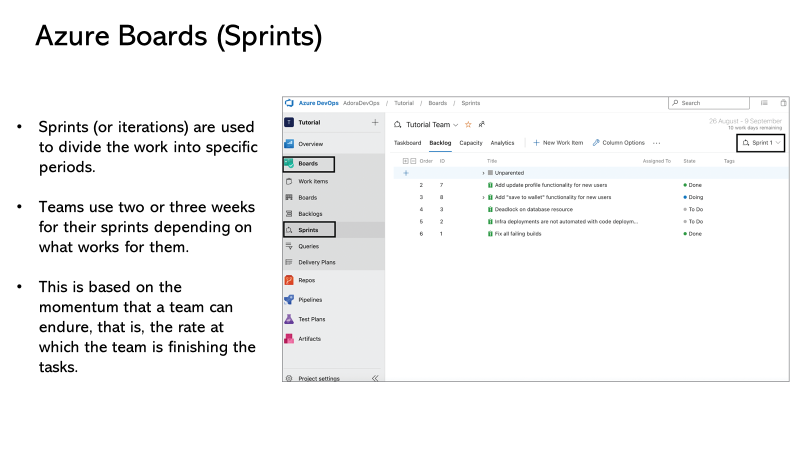 Azure Boards (Sprints)
• Sprints (or iterations) are used
to divide the work into specific
periods.
• Teams use two or three weeks
for their sprints depending on
what works for them.
• This is based on the
momentum that a team can
endure, that is, the rate at
which the team is finishing the
tasks.
Azure DevOps AdoraDevOps / Tutorial / Boards / Sprints
Search
T Tutorial
Overview
Boards
Work items
Boards
Backlogs
Sprints
Queries
Delivery Plans
Repos
Pipelines
Test Plans
Artifacts
Project settings
Tutorial Team
26 August - 9 September
10 work days remaining
Taskboard Backlog Capacity Analytics + New Work Item Column Options ...
Sprint 1
Order ID Title Assigned To State Tags
Unparented
2 7 Add update profile functionality for new users Done
3 8 Add "save to wallet" functionality for new users Doing
4 3 Deadlock on database resource To Do
5 2 Infra deployments are not automated with code deploym... To Do
6 1 Fix all failing builds Done